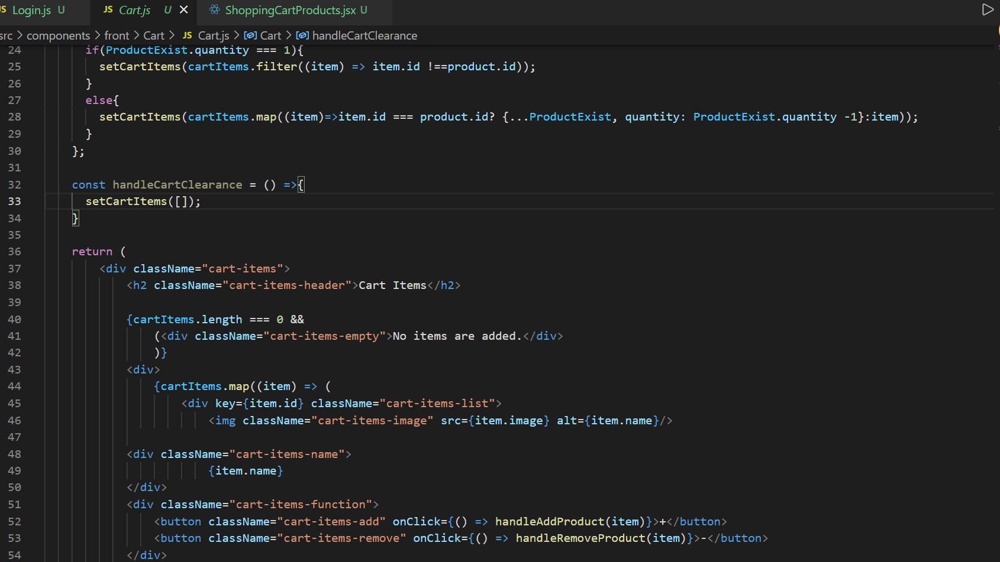 JS Login.js U JS Cart.js U ShoppingCartProducts.jsx U
src > components > front > Cart > JS Cart.js > Cart > handleCartClearance
24 if(ProductExist.quantity === 1){
25 setCartItems(cartItems.filter((item) => item.id !==product.id));
26 }
27 else{
28 setCartItems(cartItems.map((item)=>item.id === product.id? {...ProductExist, quantity: ProductExist.quantity -1}:item));
29 }
30 };
31
32 const handleCartClearance = () =>{
33 setCartItems([]);
34 }
35
36 return (
37 <div className="cart-items">
38 <h2 className="cart-items-header">Cart Items</h2>
39
40 {cartItems.length === 0 &&
41 (<div className="cart-items-empty">No items are added.</div>
42 )}
43 <div>
44 {cartItems.map((item) => (
45 <div key={item.id} className="cart-items-list">
46 <img className="cart-items-image" src={item.image} alt={item.name}/>
47
48 <div className="cart-items-name">
49 {item.name}
50 </div>
51 <div className="cart-items-function">
52 <button className="cart-items-add" onClick={() => handleAddProduct(item)}>+</button>
53 <button className="cart-items-remove" onClick={() => handleRemoveProduct(item)}>-</button>
54 </div>